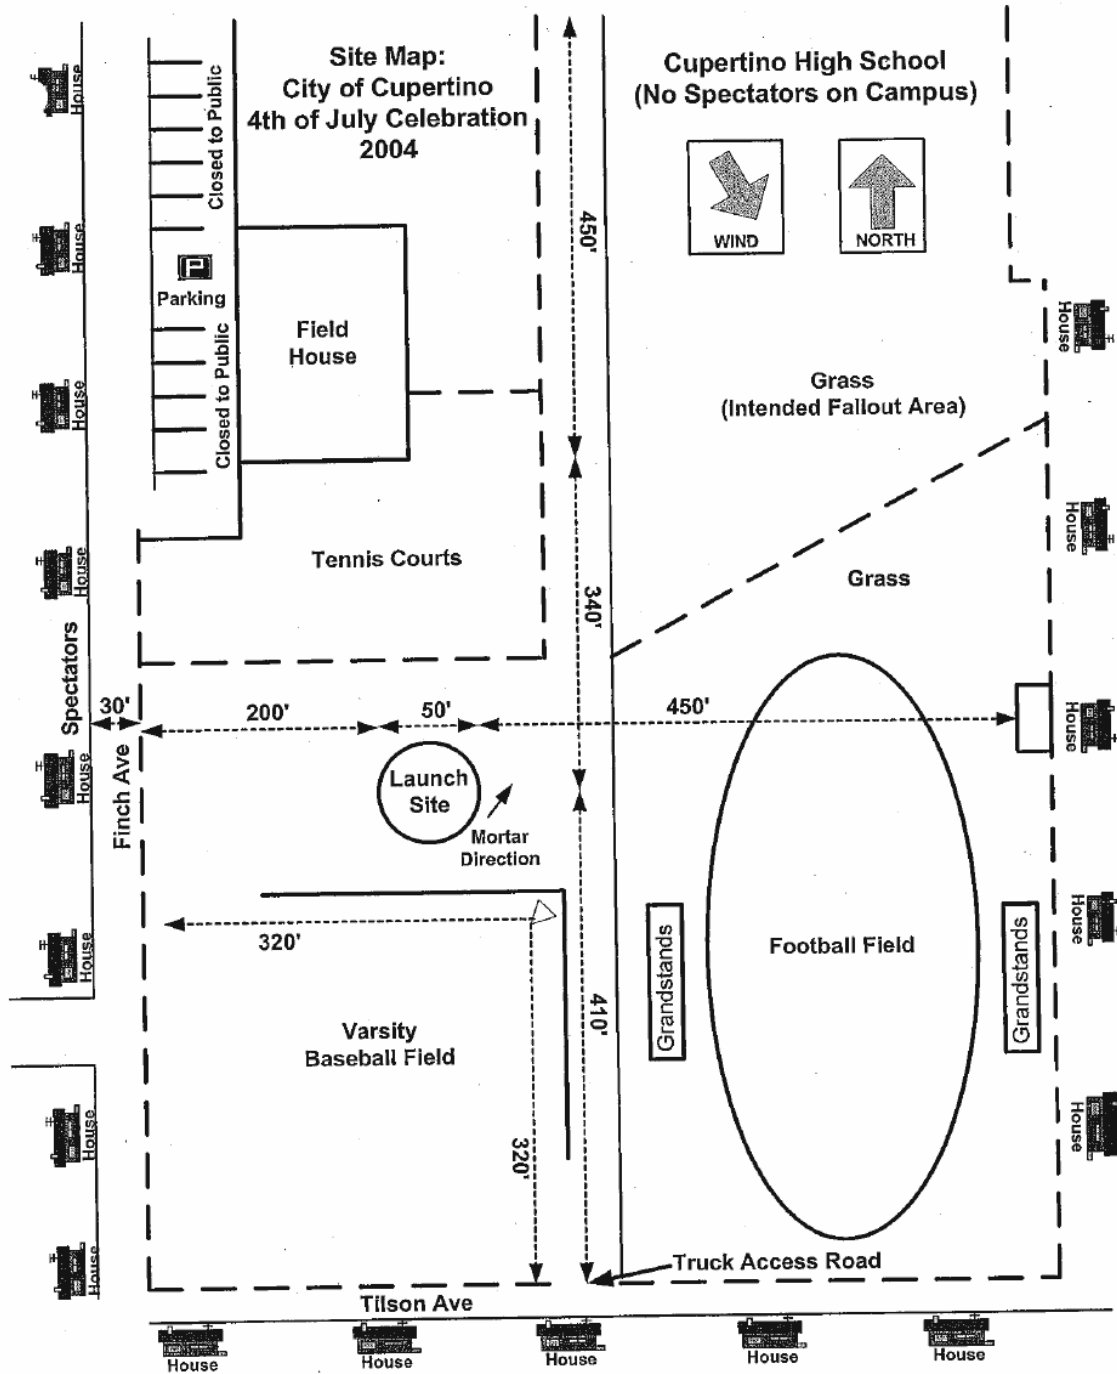 Site Map:
City of Cupertino
4th of July Celebration
2004
Cupertino High School
(No Spectators on Campus)
WIND
NORTH
House
House
House
House
House
House
House
House
Closed to Public
P
Parking
Closed to Public
Field
House
450'
Grass
(Intended Fallout Area)
House
House
House
House
House
Tennis Courts
340'
Grass
Spectators
30'
200'
50'
450'
Finch Ave
Launch
Site
Mortar
Direction
320'
Varsity
Baseball Field
320'
410'
Grandstands
Football Field
Grandstands
Truck Access Road
Tilson Ave
House
House
House
House
House